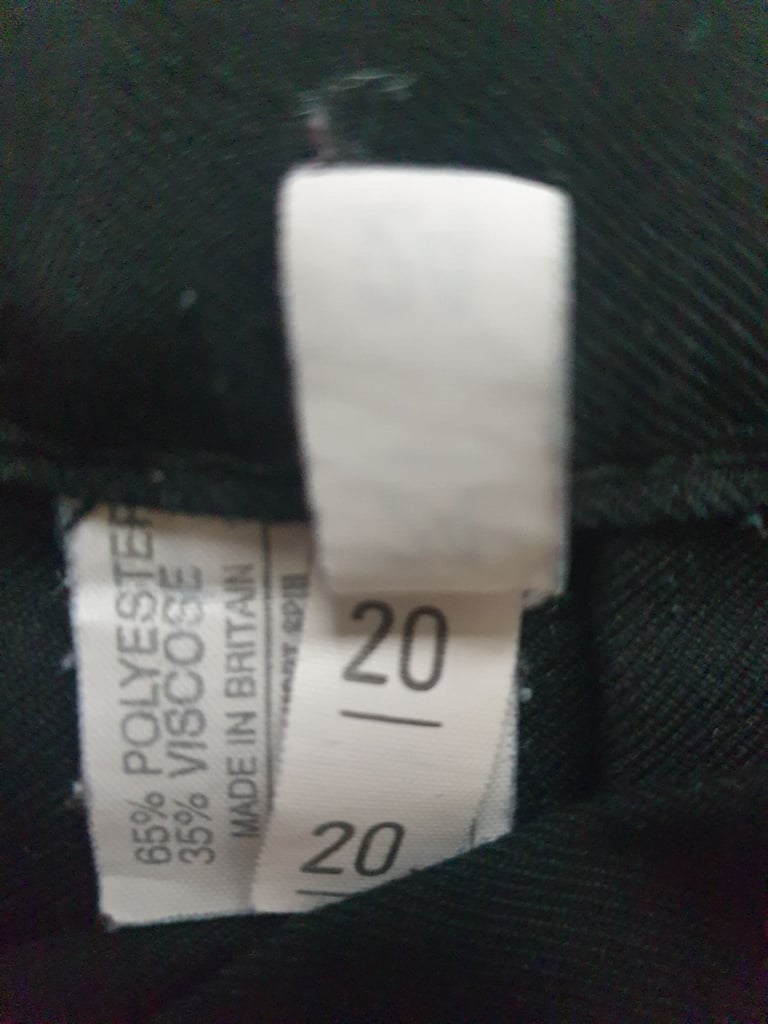 65% POLYESTER
35% VISCOSE
MADE IN BRITAIN
20
20